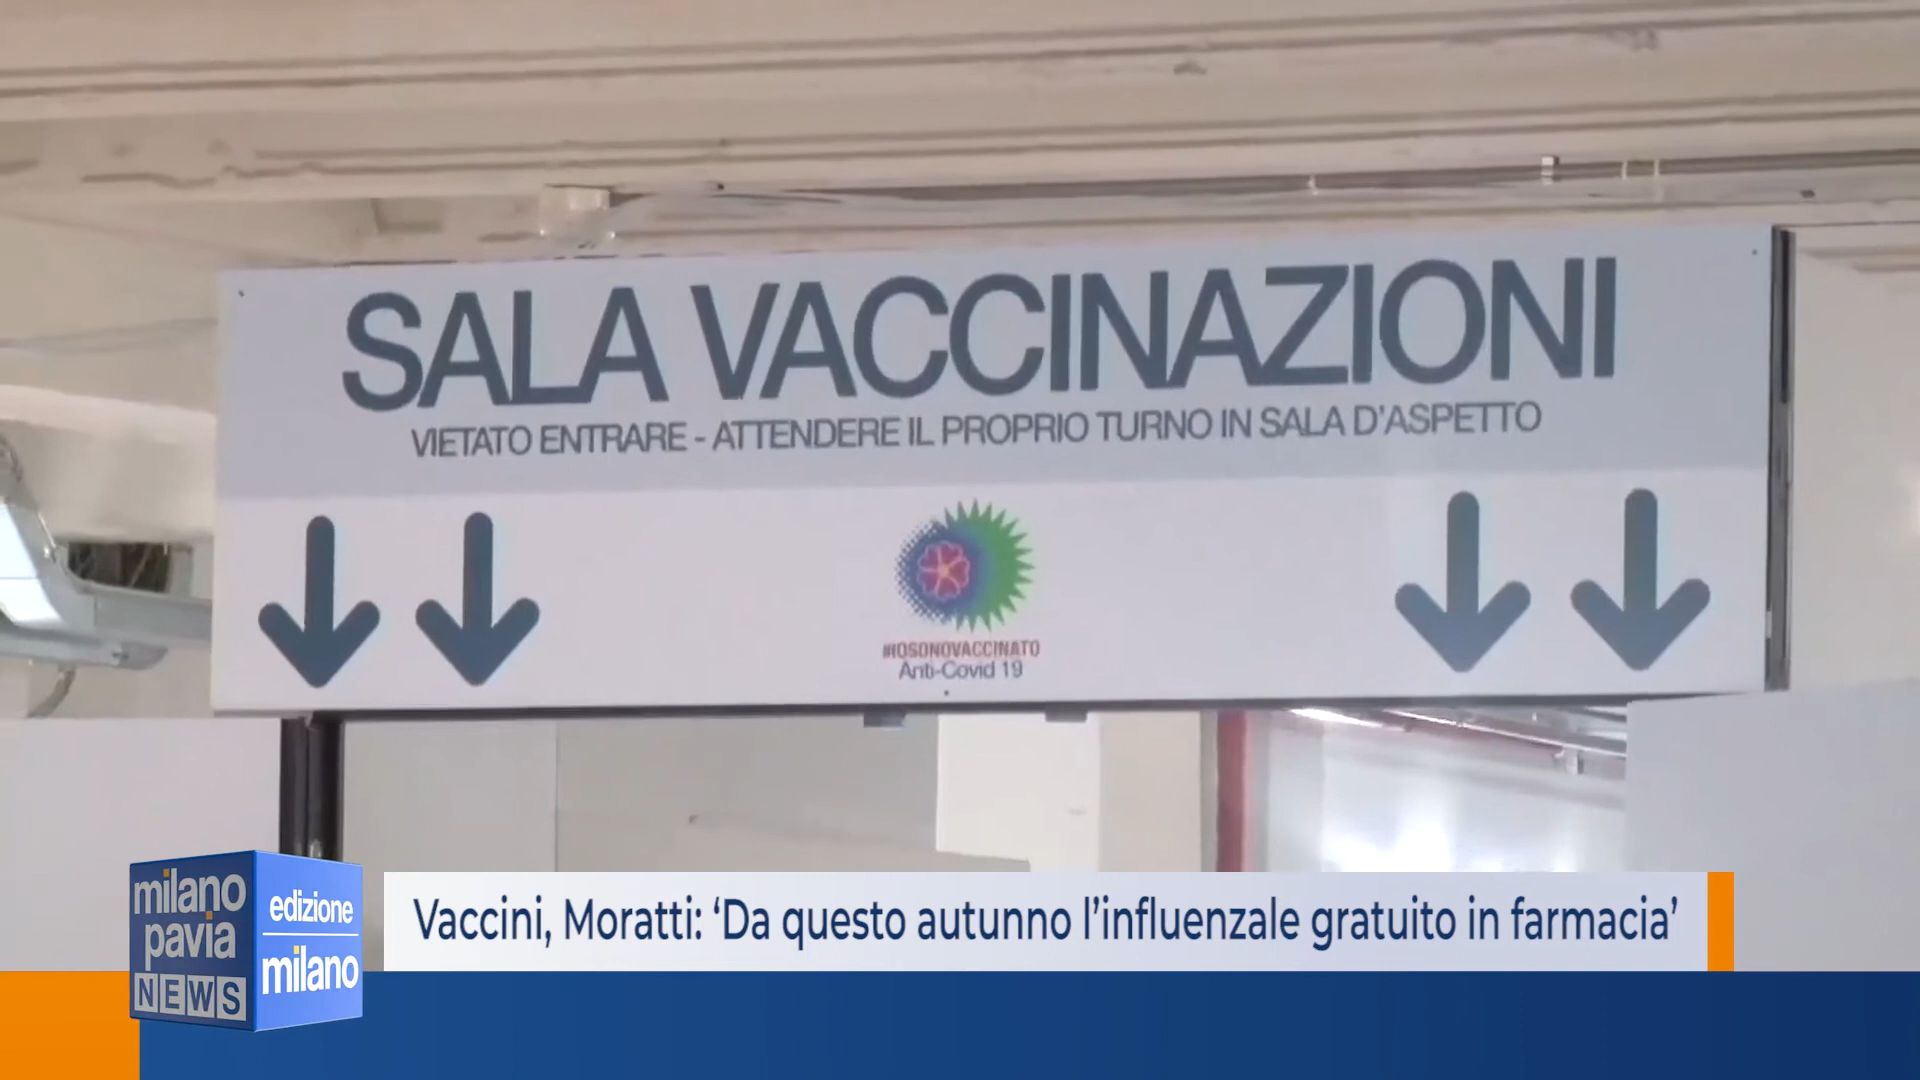 SALA VACCINAZIONI
VIETATO ENTRARE - ATTENDERE IL PROPRIO TURNO IN SALA D'ASPETTO
#IOSONOVACCINATO
Anti-Covid 19
milano
pavia
NEWS
edizione
milano
Vaccini, Moratti: ‘Da questo autunno l’influenzale gratuito in farmacia’